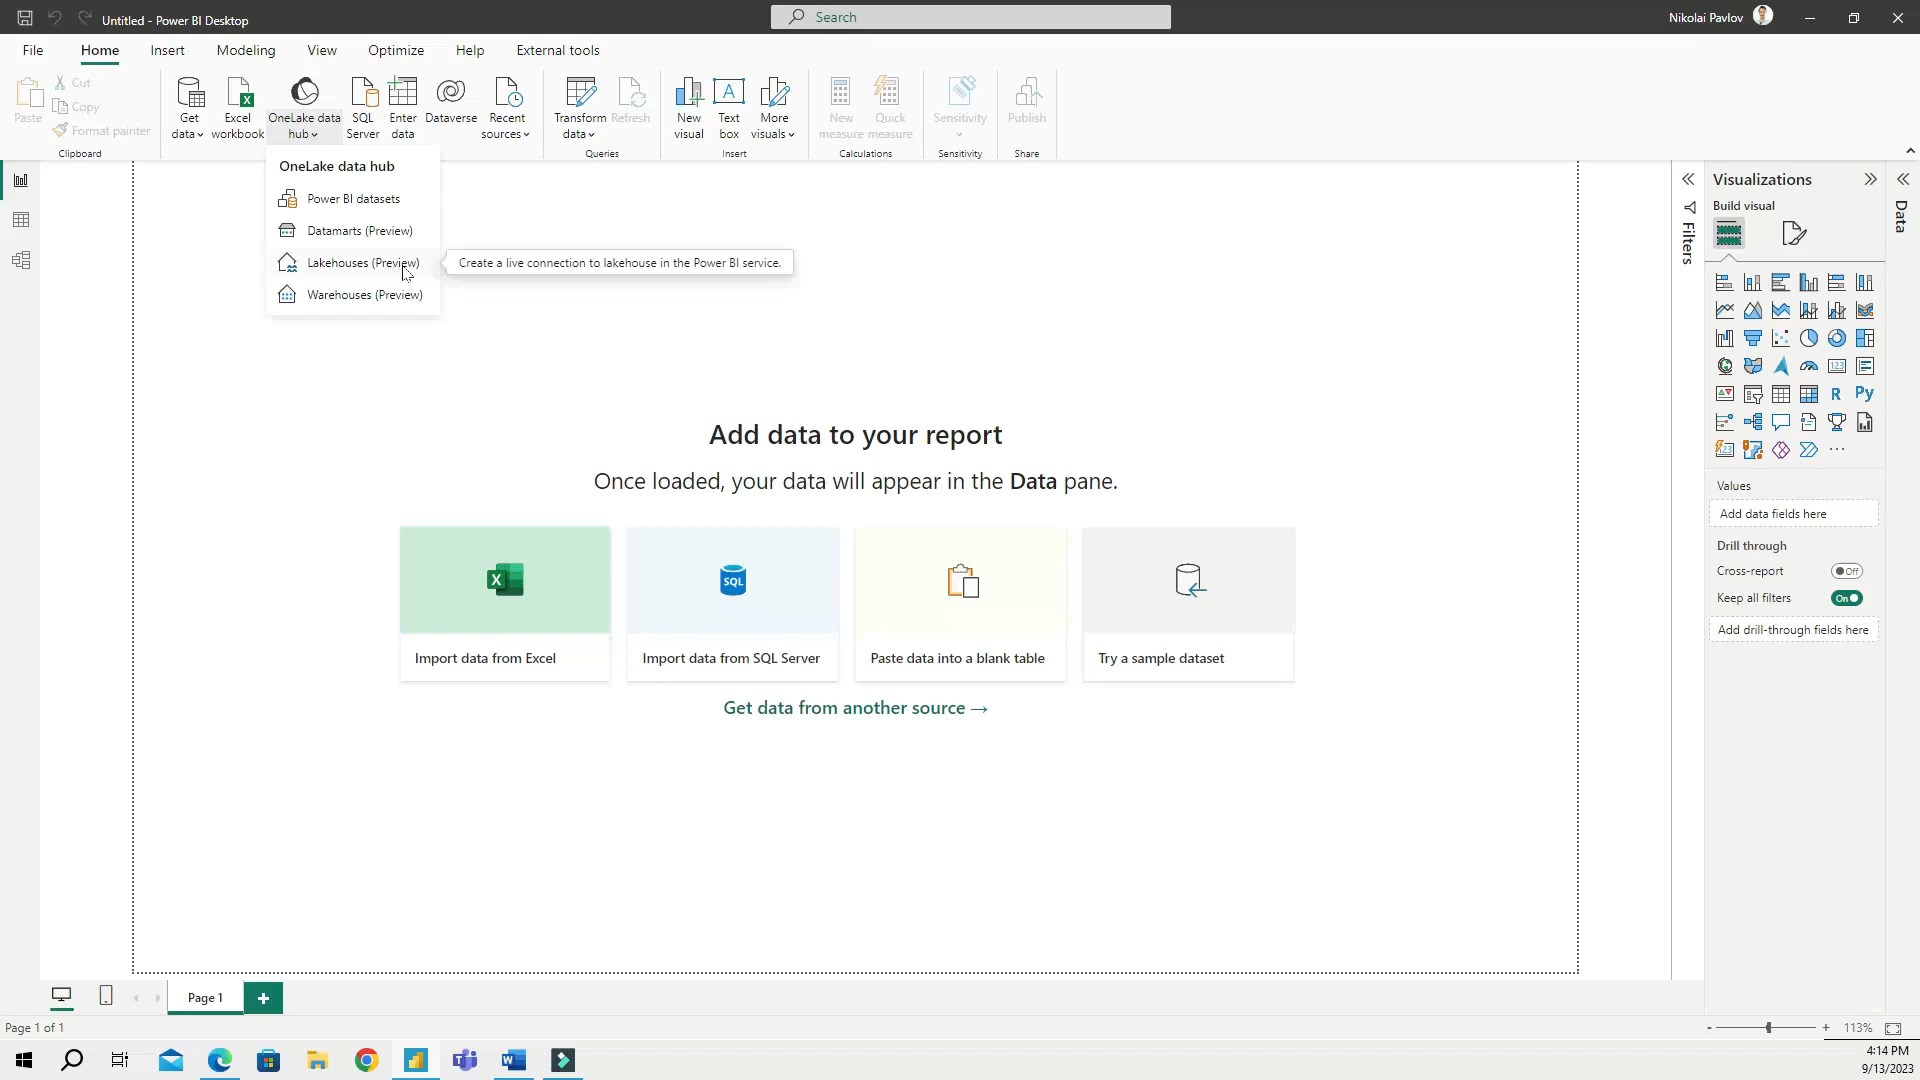 Untitled - Power BI Desktop
Search
Nikolai Pavlov
File
Home
Insert
Modeling
View
Optimize
Help
External tools
Paste
Cut
Copy
Format painter
Clipboard
Get
data
Excel
workbook
OneLake data
hub
SQL
Server
Enter
data
Dataverse
Recent
sources
Transform
data
Refresh
Queries
New
visual
Text
box
More
visuals
Insert
New
measure
Quick
measure
Calculations
Sensitivity
Sensitivity
Publish
Share
OneLake data hub
Power BI datasets
Datamarts (Preview)
Lakehouses (Preview)
Create a live connection to lakehouse in the Power BI service.
Warehouses (Preview)
Add data to your report
Once loaded, your data will appear in the Data pane.
SQL
Import data from Excel
Import data from SQL Server
Paste data into a blank table
Try a sample dataset
Get data from another source →
Filters
Visualizations
Build visual
123
R
Py
123
Values
Add data fields here
Drill through
Cross-report
Off
Keep all filters
On
Add drill-through fields here
Data
Page 1
Page 1 of 1
- + 113%
4:14 PM
9/13/2023